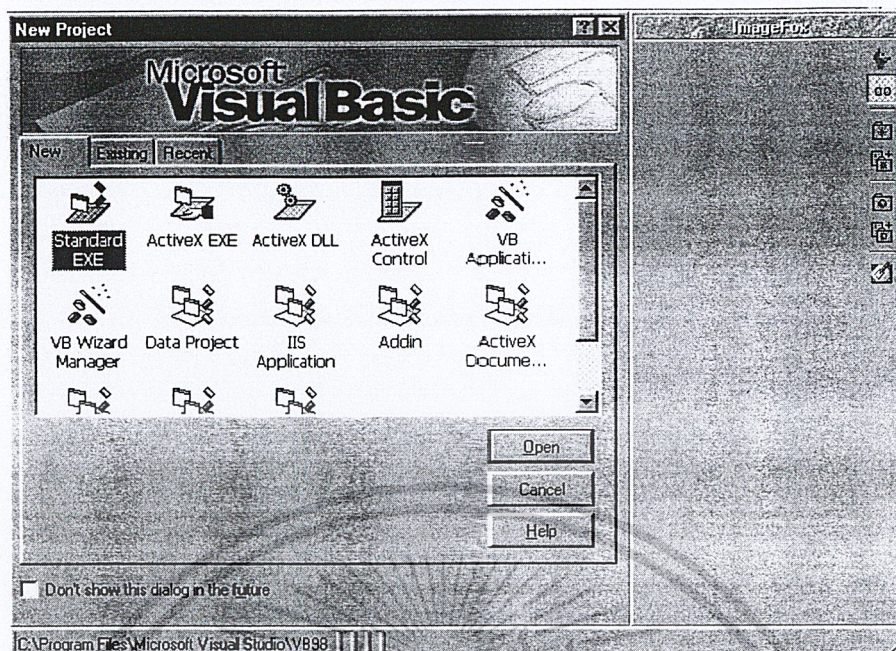 New Project
ImageFox
Microsoft
Visual Basic
New Existing Recent
Standard EXE
ActiveX EXE
ActiveX DLL
ActiveX Control
VB Applicati...
VB Wizard Manager
Data Project
IIS Application
Addin
ActiveX Docume...
Open
Cancel
Help
Don't show this dialog in the future
C:\Program Files\Microsoft Visual Studio\VB98